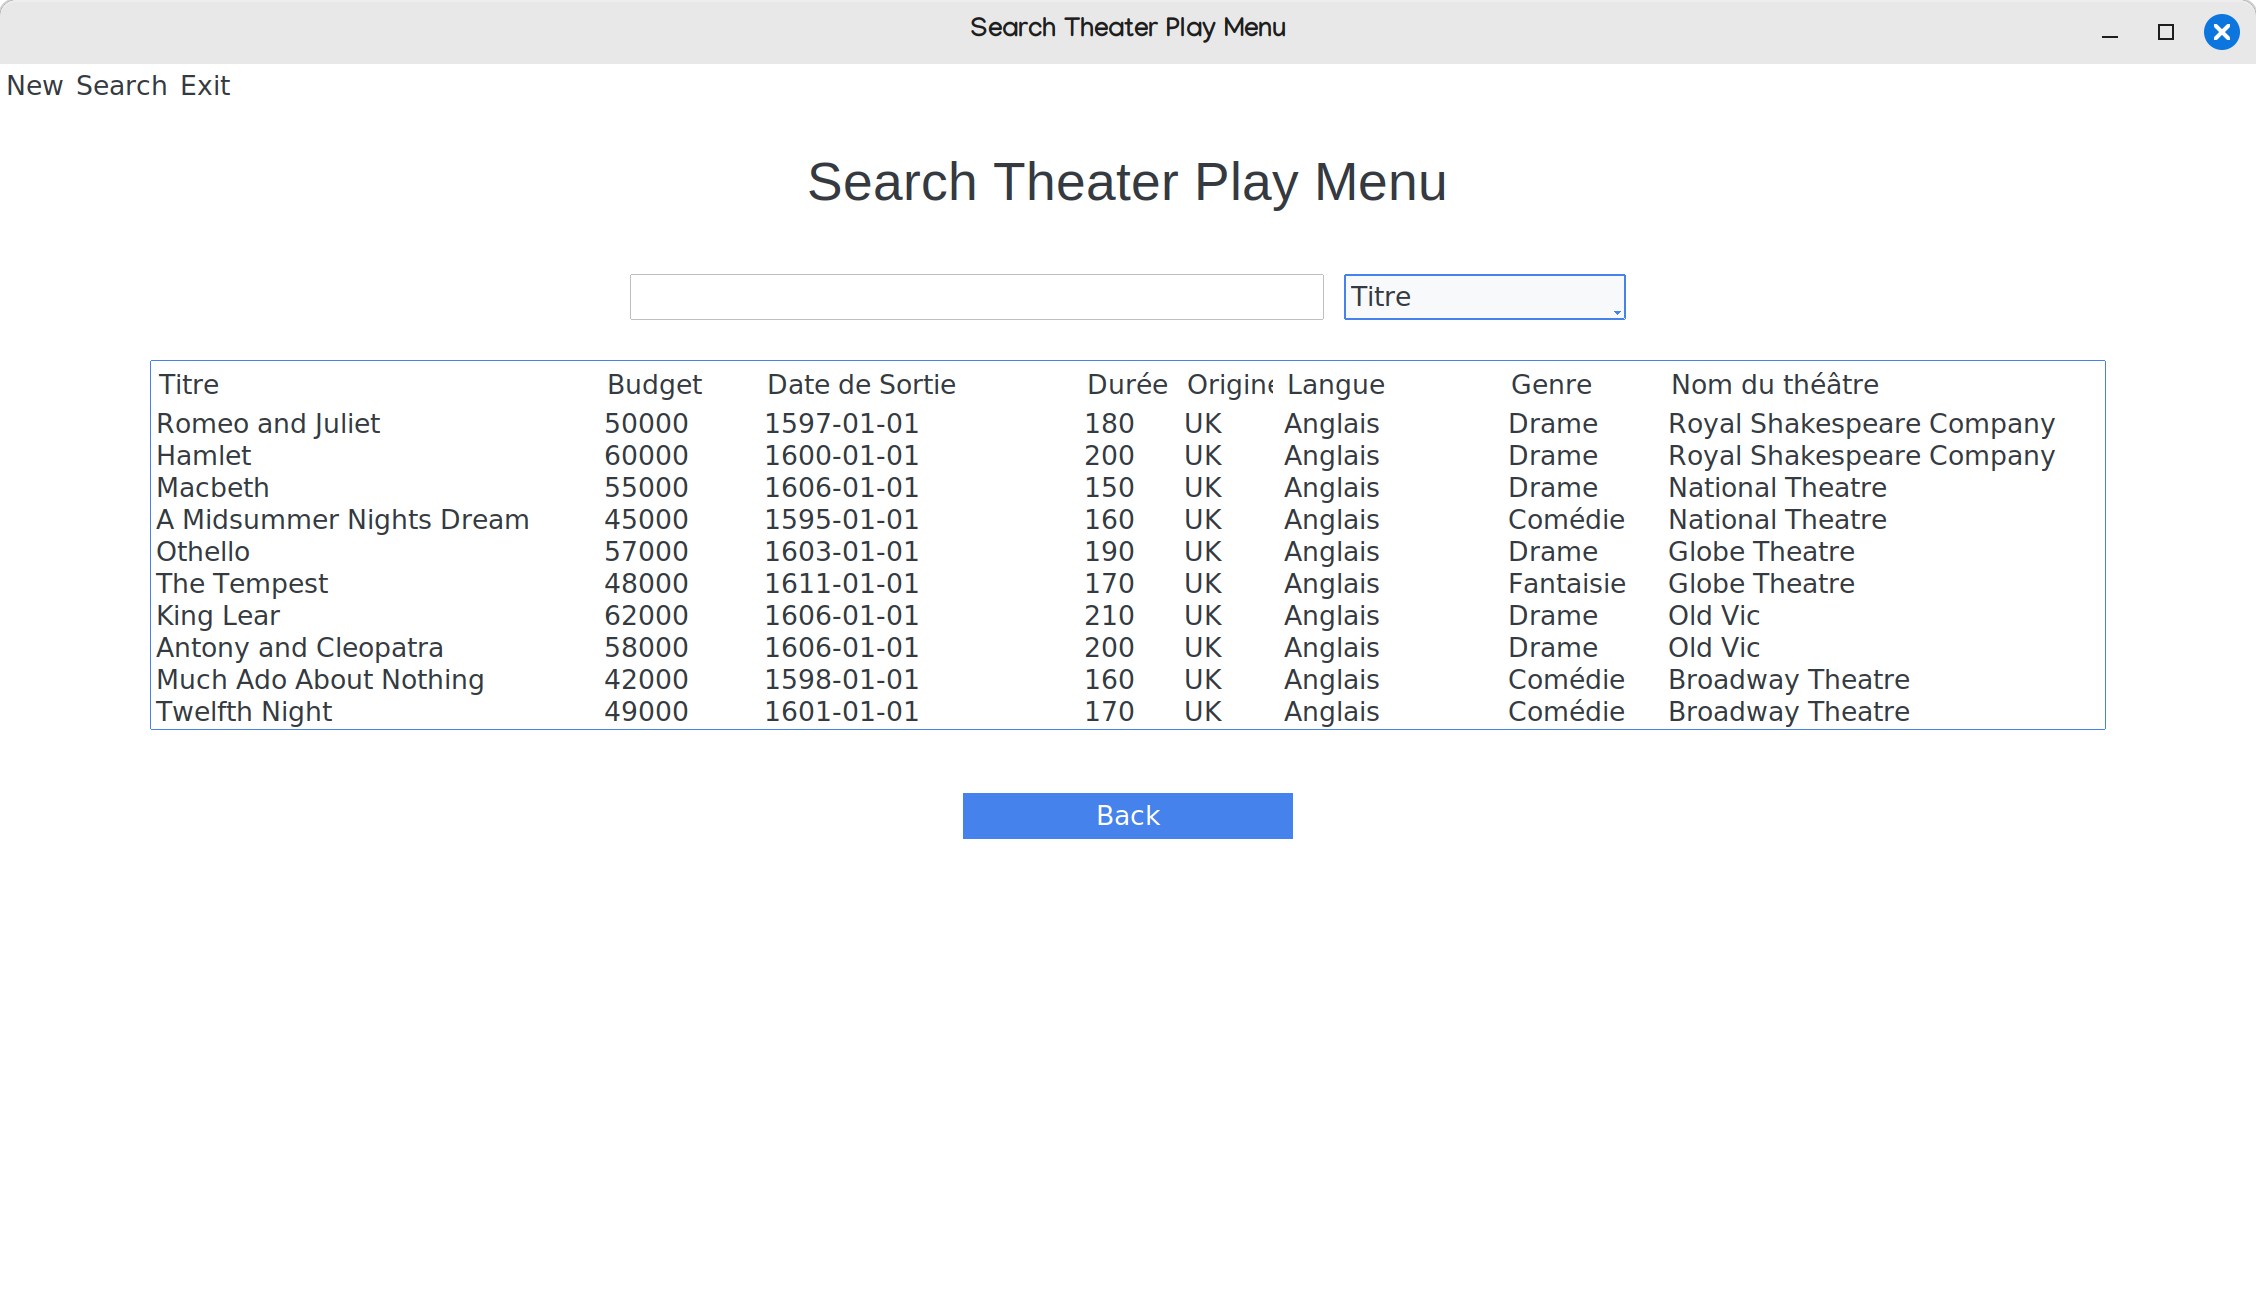 Search Theater Play Menu
New Search Exit
Search Theater Play Menu
Titre
Titre Budget Date de Sortie Durée Origine Langue Genre Nom du théâtre
Romeo and Juliet 50000 1597-01-01 180 UK Anglais Drame Royal Shakespeare Company
Hamlet 60000 1600-01-01 200 UK Anglais Drame Royal Shakespeare Company
Macbeth 55000 1606-01-01 150 UK Anglais Drame National Theatre
A Midsummer Nights Dream 45000 1595-01-01 160 UK Anglais Comédie National Theatre
Othello 57000 1603-01-01 190 UK Anglais Drame Globe Theatre
The Tempest 48000 1611-01-01 170 UK Anglais Fantaisie Globe Theatre
King Lear 62000 1606-01-01 210 UK Anglais Drame Old Vic
Antony and Cleopatra 58000 1606-01-01 200 UK Anglais Drame Old Vic
Much Ado About Nothing 42000 1598-01-01 160 UK Anglais Comédie Broadway Theatre
Twelfth Night 49000 1601-01-01 170 UK Anglais Comédie Broadway Theatre
Back